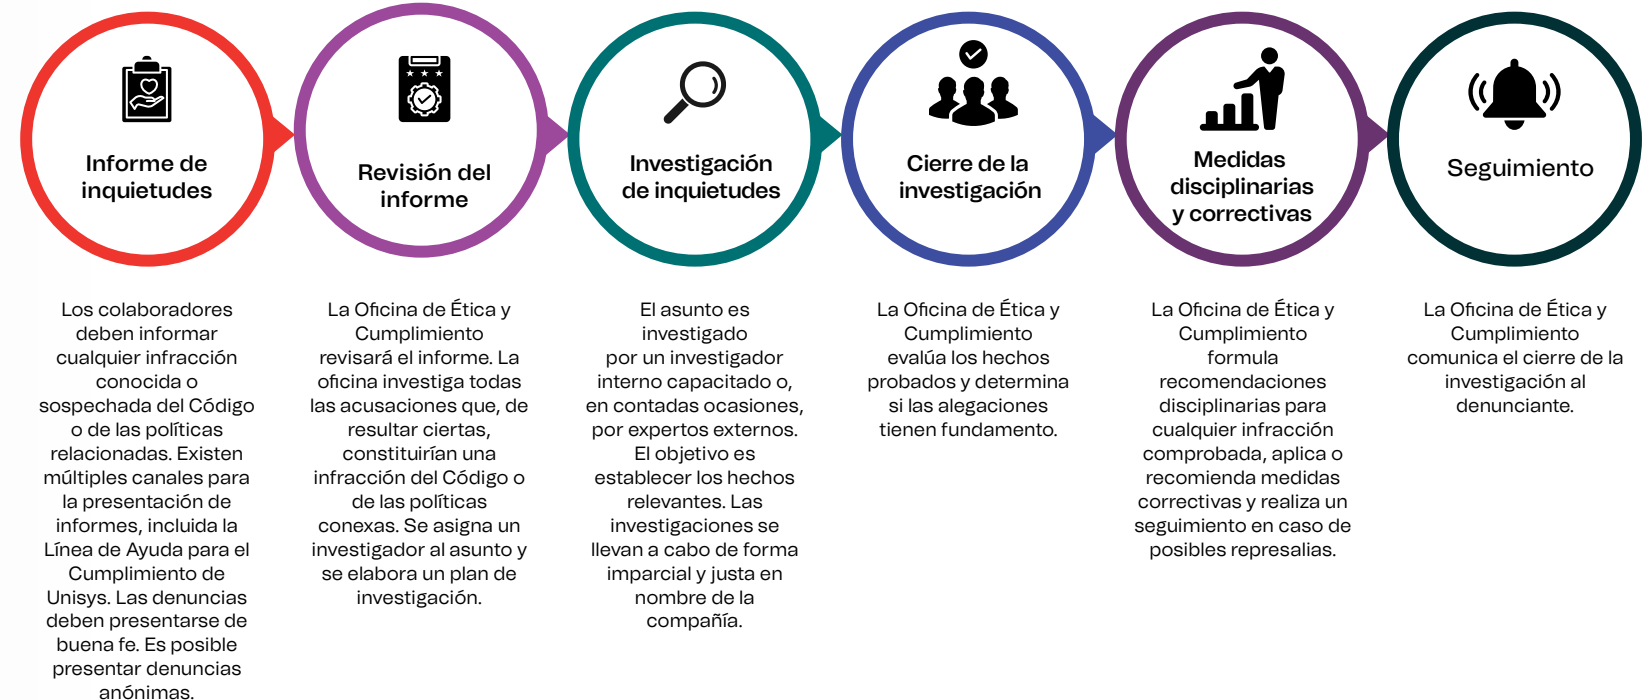 Informe de
inquietudes
Revisión del
informe
Investigación
de inquietudes
Cierre de la
investigación
Medidas
disciplinarias
y correctivas
Seguimiento
Los colaboradores
deben informar
cualquier infracción
conocida o
sospechada del Código
o de las políticas
relacionadas. Existen
múltiples canales para
la presentación de
informes, incluida la
Línea de Ayuda para el
Cumplimiento de
Unisys. Las denuncias
deben presentarse de
buena fe. Es posible
presentar denuncias
anónimas.
La Oficina de Ética y
Cumplimiento
revisará el informe. La
oficina investiga todas
las acusaciones que, de
resultar ciertas,
constituirían una
infracción del Código o
de las políticas
conexas. Se asigna un
investigador al asunto y
se elabora un plan de
investigación.
El asunto es
investigado
por un investigador
interno capacitado o,
en contadas ocasiones,
por expertos externos.
El objetivo es
establecer los hechos
relevantes. Las
investigaciones se
llevan a cabo de forma
imparcial y justa en
nombre de la
compañía.
La Oficina de Ética y
Cumplimiento
evalúa los hechos
probados y determina
si las alegaciones
tienen fundamento.
La Oficina de Ética y
Cumplimiento
formula
recomendaciones
disciplinarias para
cualquier infracción
comprobada, aplica o
recomienda medidas
correctivas y realiza un
seguimiento en caso de
posibles represalias.
La Oficina de Ética y
Cumplimiento
comunica el cierre de la
investigación al
denunciante.